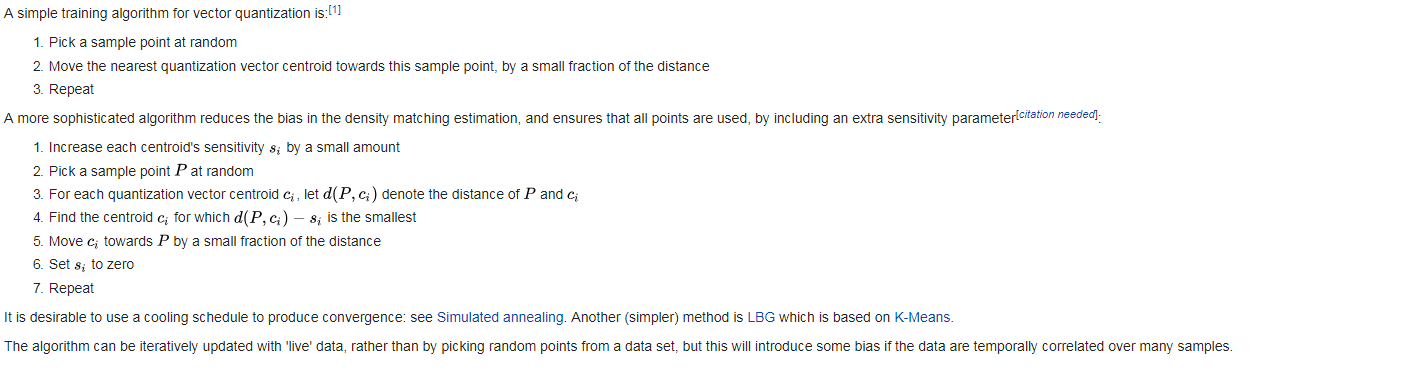 A simple training algorithm for vector quantization is:[1]
1. Pick a sample point at random
2. Move the nearest quantization vector centroid towards this sample point, by a small fraction of the distance
3. Repeat
A more sophisticated algorithm reduces the bias in the density matching estimation, and ensures that all points are used, by including an extra sensitivity parameter[citation needed]:
1. Increase each centroid's sensitivity s_i by a small amount
2. Pick a sample point P at random
3. For each quantization vector centroid c_i, let d(P, c_i) denote the distance of P and c_i
4. Find the centroid c_i for which d(P, c_i) − s_i is the smallest
5. Move c_i towards P by a small fraction of the distance
6. Set s_i to zero
7. Repeat
It is desirable to use a cooling schedule to produce convergence: see Simulated annealing. Another (simpler) method is LBG which is based on K-Means.
The algorithm can be iteratively updated with 'live' data, rather than by picking random points from a data set, but this will introduce some bias if the data are temporally correlated over many samples.